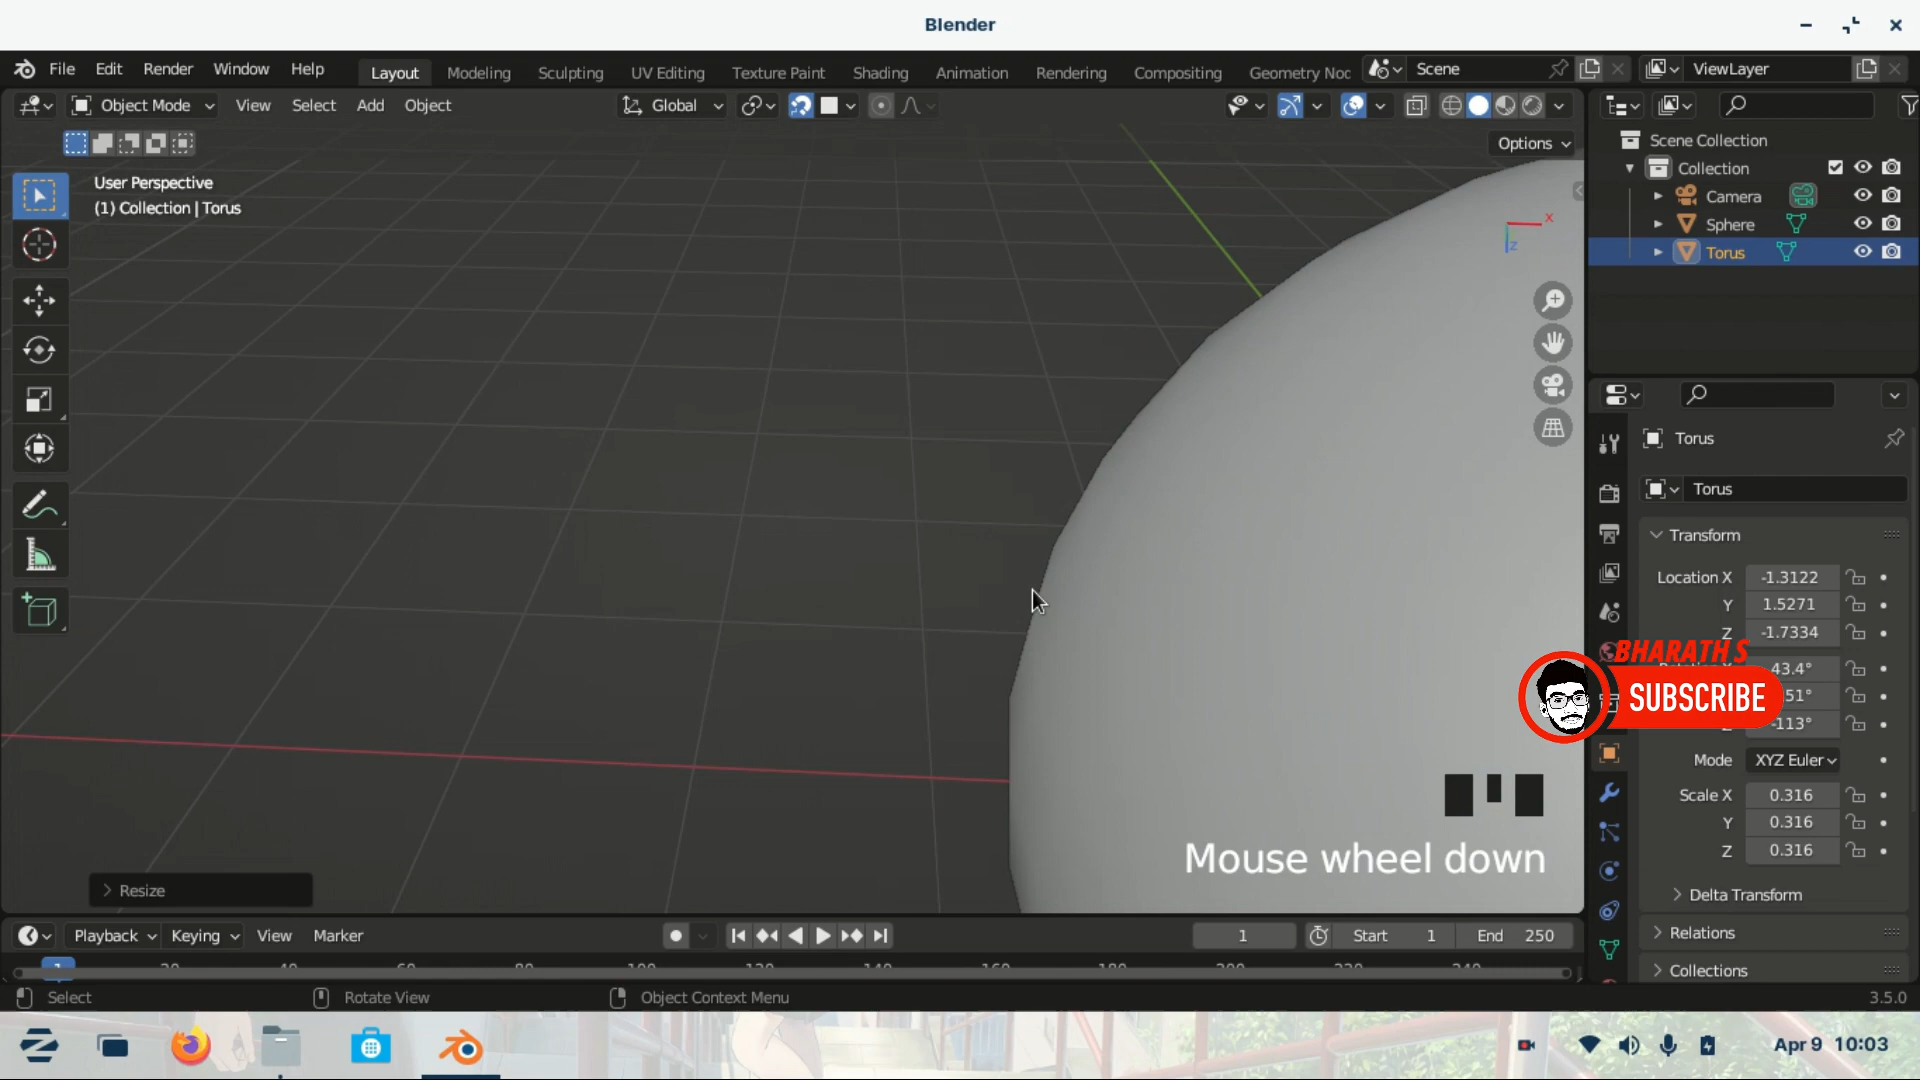 Blender
File Edit Render Window Help Layout Modeling Sculpting UV Editing Texture Paint Shading Animation Rendering Compositing Geometry Noc Scene ViewLayer
Object Mode View Select Add Object Global
Options
User Perspective
(1) Collection | Torus
X
Z
Scene Collection
Collection
Camera
Sphere
Torus
Torus
Torus
Transform
Location X -1.3122
Y 1.5271
Z -1.7334
BHARATH S
43.4°
SUBSCRIBE
51°
-113°
Mode XYZ Euler
Scale X 0.316
Y 0.316
Z 0.316
Delta Transform
Relations
Collections
Mouse wheel down
Resize
Playback Keying View Marker 1 Start 1 End 250
1
Select Rotate View Object Context Menu 3.5.0
Apr 9 10:03